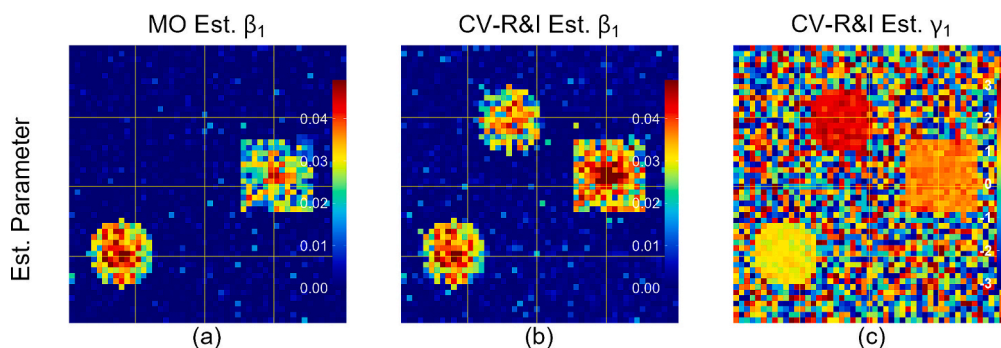 MO Est. β1
CV-R&I Est. β1
CV-R&I Est. γ1
Est. Parameter
0.04
0.03
0.02
0.01
0.00
0.04
0.03
0.02
0.01
0.00
3
2
1
0
-1
-2
-3
(a)
(b)
(c)